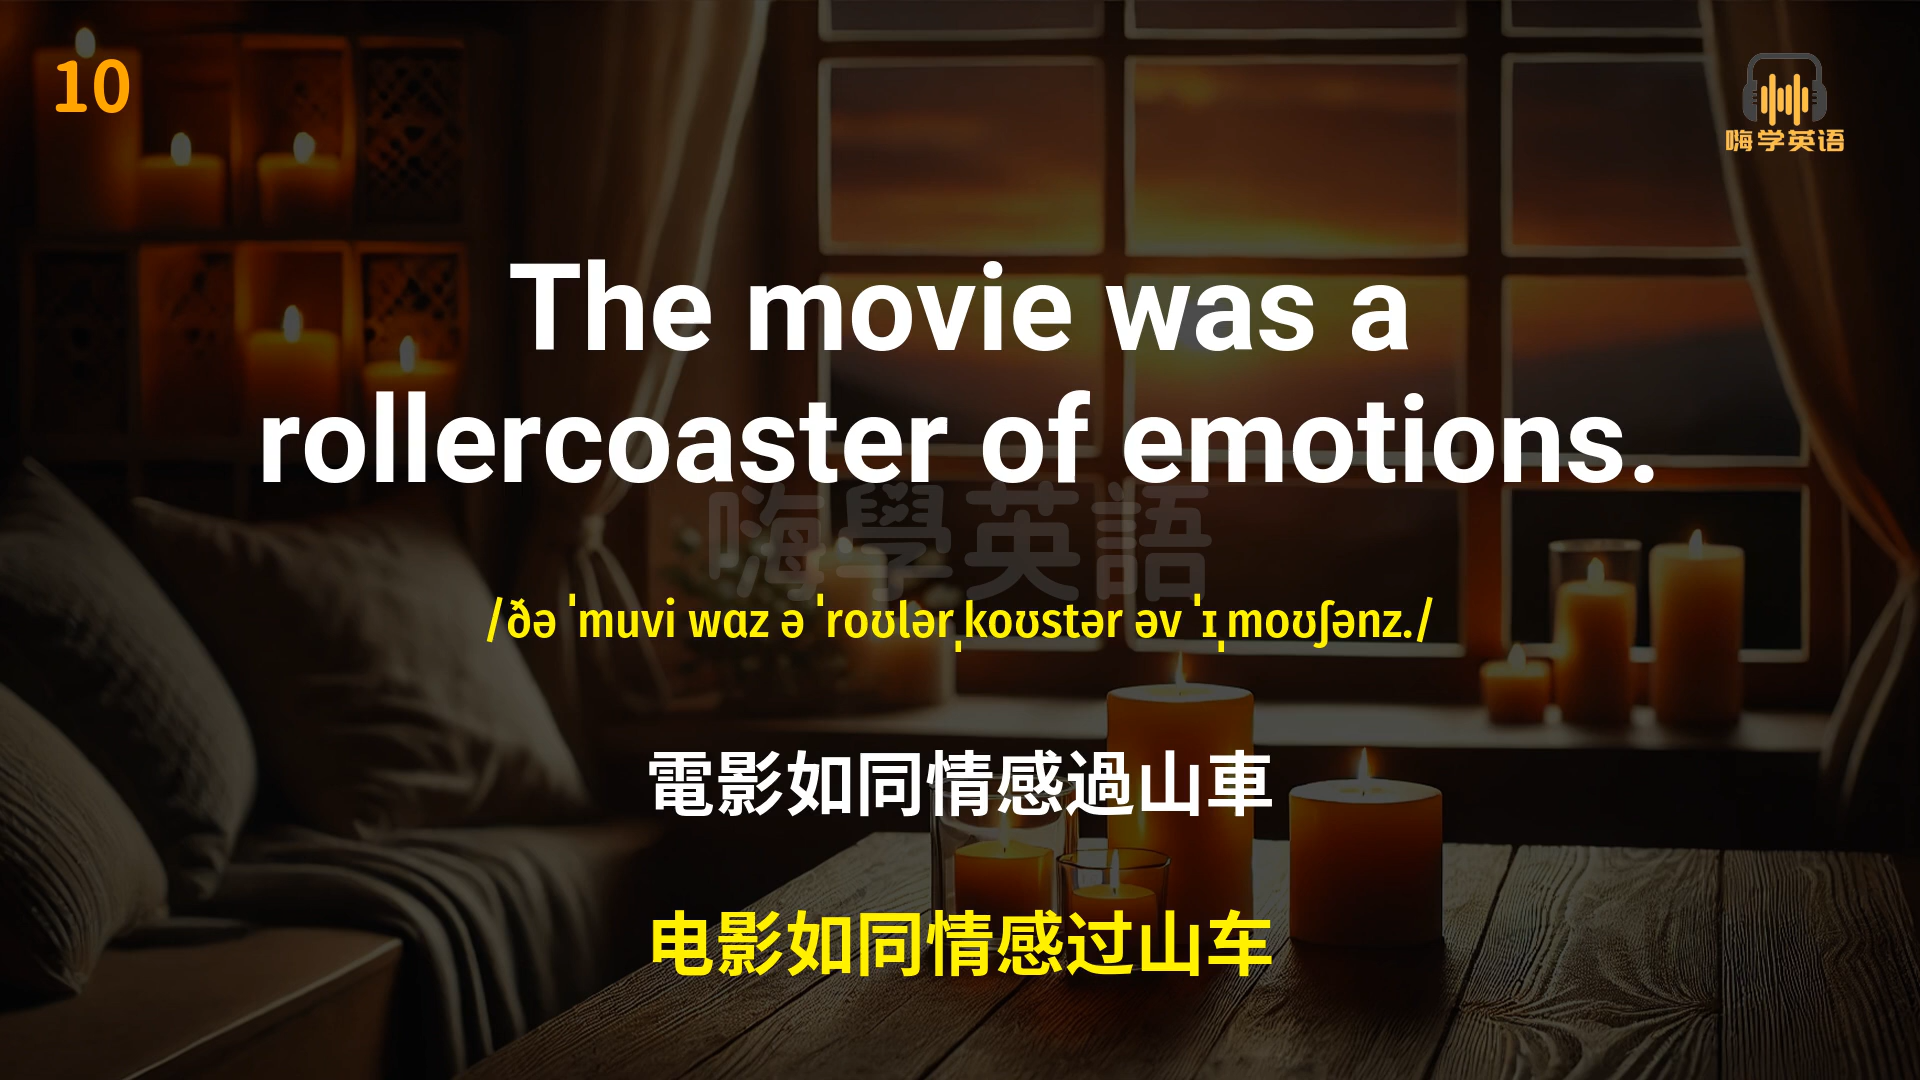 10
嗨学英语
The movie was a
rollercoaster of emotions.
嗨學英語
/ðə ˈmuvi wɑz ə ˈroʊlərˌkoʊstər əv ˈɪˌmoʊʃənz./
電影如同情感過山車
电影如同情感过山车